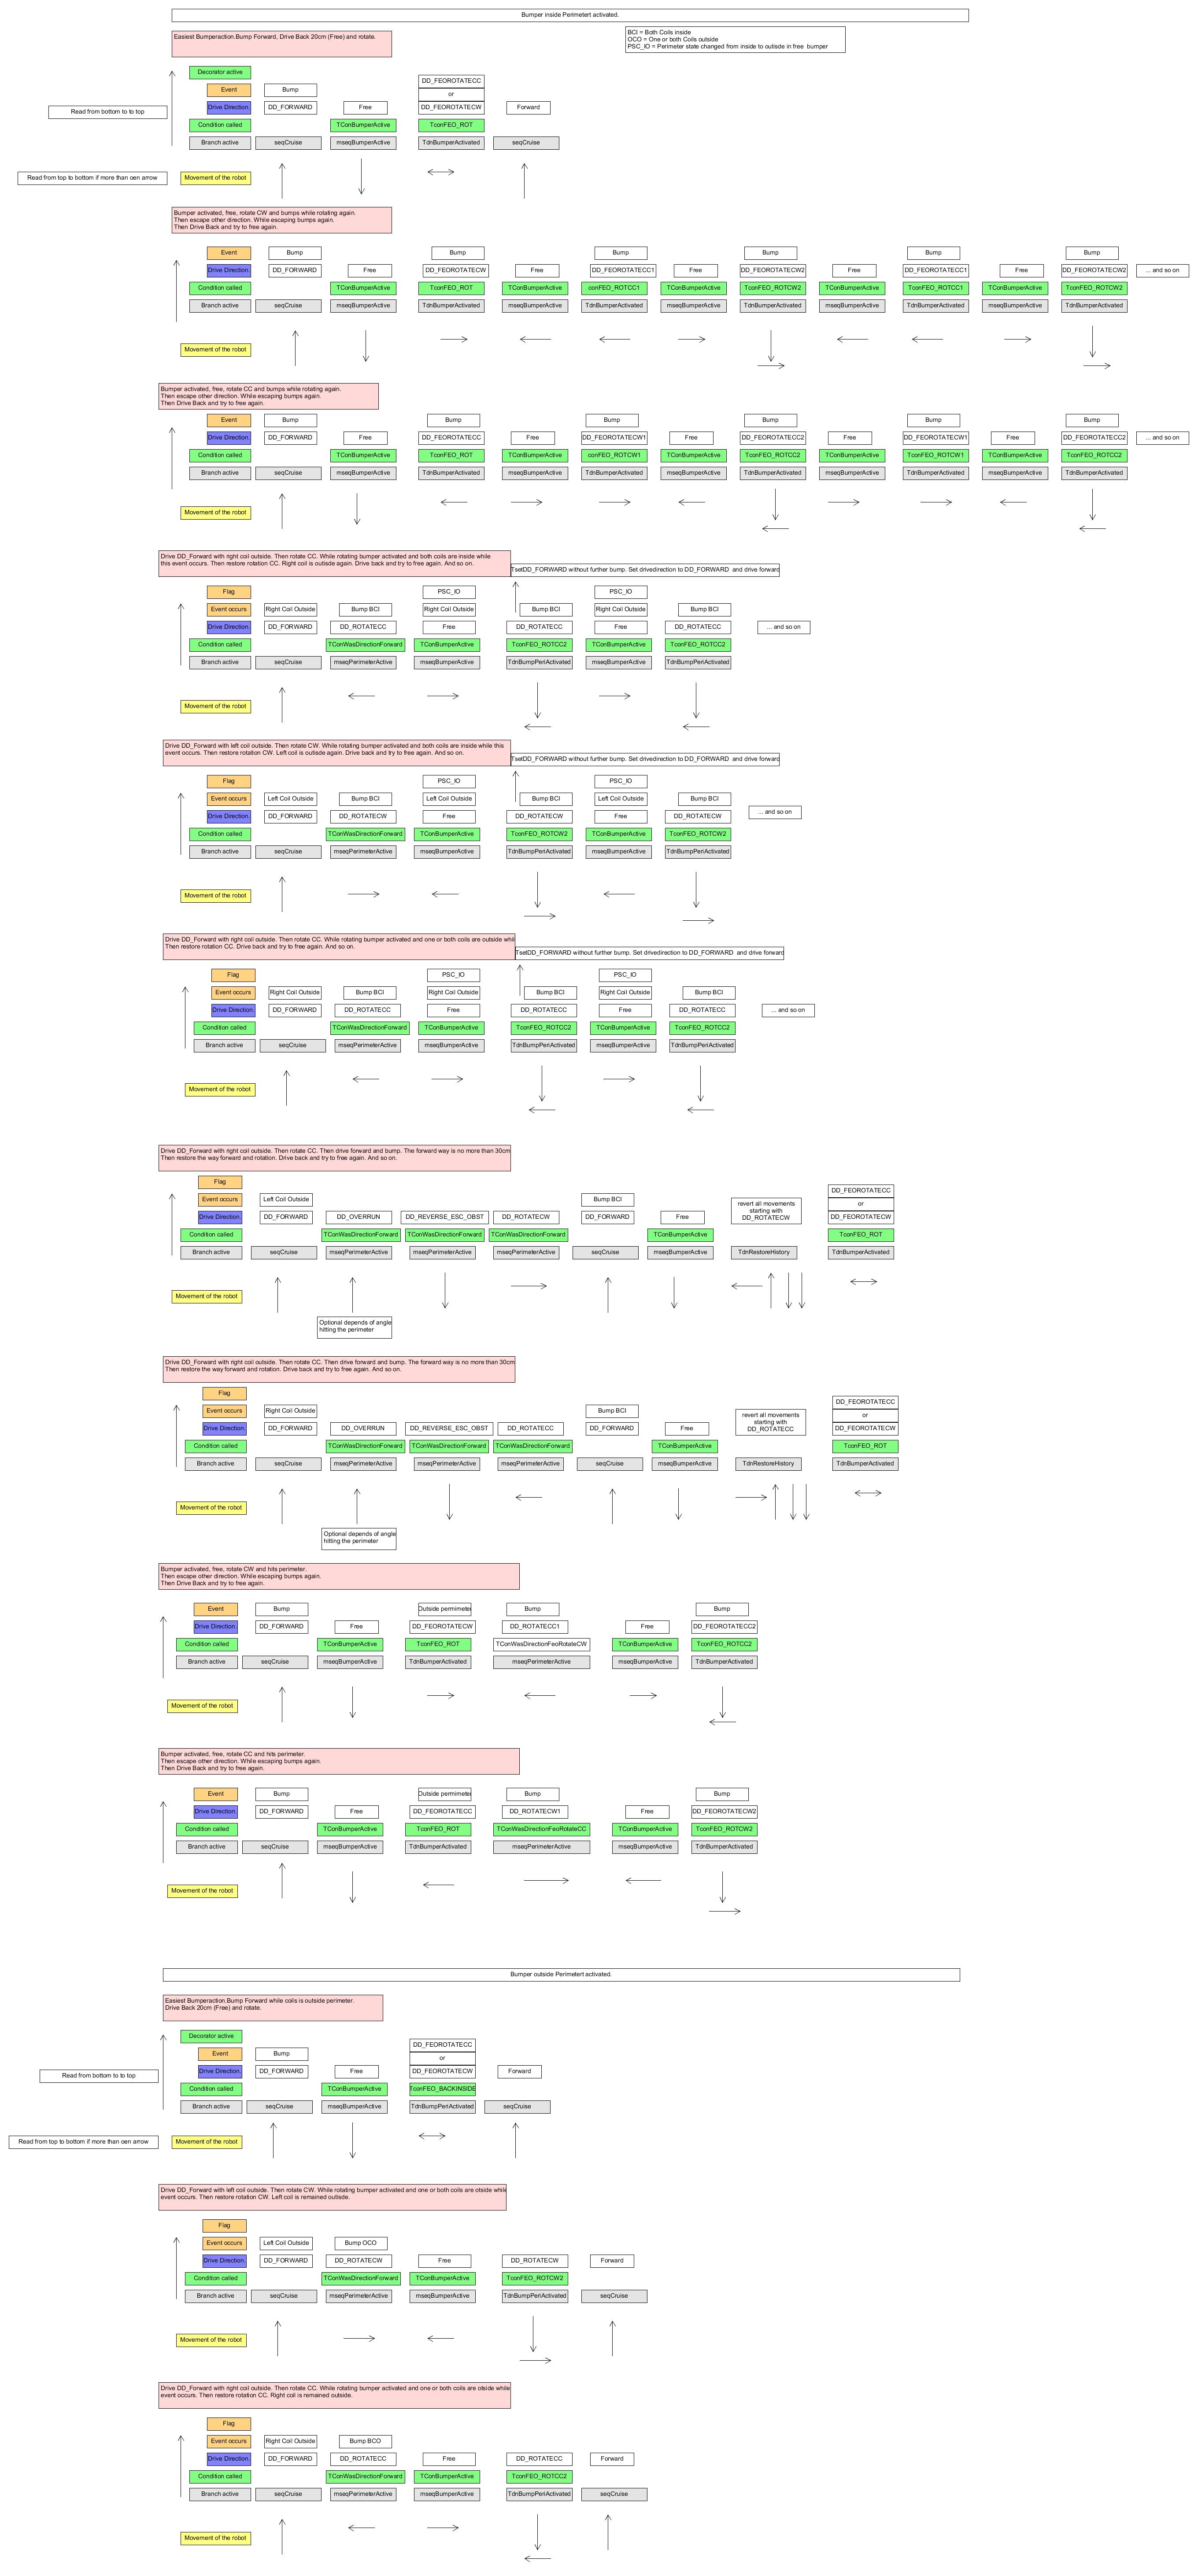 Bumper inside Perimetert activated.
Easiest Bumperaction.Bump Forward, Drive Back 20cm (Free) and rotate.
BCI = Both Coils inside
OCO = One or both Coils outside
PSC_IO = Perimeter state changed from inside to outisde in free  bumper
Decorator active
DD_FEOROTATECC
Event
Bump
or
Read from bottom to to top
Drive Direction.
DD_FORWARD
Free
DD_FEOROTATECW
Forward
Condition called
TConBumperActive
TconFEO_ROT
Branch active
seqCruise
mseqBumperActive
TdnBumperActivated
seqCruise
Read from top to bottom if more than oen arrow
Movement of the robot
Bumper activated, free, rotate CW and bumps while rotating again.
Then escape other direction. While escaping bumps again.
Then Drive Back and try to free again.
Event
Bump
Bump
Bump
Bump
Bump
Bump
Drive Direction.
DD_FORWARD
Free
DD_FEOROTATECW
Free
DD_FEOROTATECC1
Free
DD_FEOROTATECW2
Free
DD_FEOROTATECC1
Free
DD_FEOROTATECW2
... and so on
Condition called
TConBumperActive
TconFEO_ROT
TConBumperActive
conFEO_ROTCC1
TConBumperActive
TconFEO_ROTCW2
TConBumperActive
TconFEO_ROTCC1
TConBumperActive
TconFEO_ROTCW2
Branch active
seqCruise
mseqBumperActive
TdnBumperActivated
mseqBumperActive
TdnBumperActivated
mseqBumperActive
TdnBumperActivated
mseqBumperActive
TdnBumperActivated
mseqBumperActive
TdnBumperActivated
Movement of the robot
Bumper activated, free, rotate CC and bumps while rotating again.
Then escape other direction. While escaping bumps again.
Then Drive Back and try to free again.
Event
Bump
Bump
Bump
Bump
Bump
Bump
Drive Direction.
DD_FORWARD
Free
DD_FEOROTATECC
Free
DD_FEOROTATECW1
Free
DD_FEOROTATECC2
Free
DD_FEOROTATECW1
Free
DD_FEOROTATECC2
... and so on
Condition called
TConBumperActive
TconFEO_ROT
TConBumperActive
conFEO_ROTCW1
TConBumperActive
TconFEO_ROTCC2
TConBumperActive
TconFEO_ROTCW1
TConBumperActive
TconFEO_ROTCC2
Branch active
seqCruise
mseqBumperActive
TdnBumperActivated
mseqBumperActive
TdnBumperActivated
mseqBumperActive
TdnBumperActivated
mseqBumperActive
TdnBumperActivated
mseqBumperActive
TdnBumperActivated
Movement of the robot
Drive DD_Forward with right coil outside. Then rotate CC. While rotating bumper activated and both coils are inside while
this event occurs. Then restore rotation CC. Right coil is outisde again. Drive back and try to free again. And so on.
TsetDD_FORWARD without further bump. Set drivedirection to DD_FORWARD  and drive forward
Flag
PSC_IO
PSC_IO
Event occurs
Right Coil Outside
Bump BCI
Right Coil Outside
Bump BCI
Right Coil Outside
Bump BCI
Drive Direction.
DD_FORWARD
DD_ROTATECC
Free
DD_ROTATECC
Free
DD_ROTATECC
... and so on
Condition called
TConWasDirectionForward
TConBumperActive
TconFEO_ROTCC2
TConBumperActive
TconFEO_ROTCC2
Branch active
seqCruise
mseqPerimeterActive
mseqBumperActive
TdnBumpPeriActivated
mseqBumperActive
TdnBumpPeriActivated
Movement of the robot
Drive DD_Forward with left coil outside. Then rotate CW. While rotating bumper activated and both coils are inside while this
event occurs. Then restore rotation CW. Left coil is outisde again. Drive back and try to free again. And so on.
TsetDD_FORWARD without further bump. Set drivedirection to DD_FORWARD  and drive forward
Flag
PSC_IO
PSC_IO
Event occurs
Left Coil Outside
Bump BCI
Left Coil Outside
Bump BCI
Left Coil Outside
Bump BCI
Drive Direction.
DD_FORWARD
DD_ROTATECW
Free
DD_ROTATECW
Free
DD_ROTATECW
... and so on
Condition called
TConWasDirectionForward
TConBumperActive
TconFEO_ROTCW2
TConBumperActive
TconFEO_ROTCW2
Branch active
seqCruise
mseqPerimeterActive
mseqBumperActive
TdnBumpPeriActivated
mseqBumperActive
TdnBumpPeriActivated
Movement of the robot
Drive DD_Forward with right coil outside. Then rotate CC. While rotating bumper activated and one or both coils are outside whil
Then restore rotation CC. Drive back and try to free again. And so on.
TsetDD_FORWARD without further bump. Set drivedirection to DD_FORWARD  and drive forward
Flag
PSC_IO
PSC_IO
Event occurs
Right Coil Outside
Bump BCI
Right Coil Outside
Bump BCI
Right Coil Outside
Bump BCI
Drive Direction.
DD_FORWARD
DD_ROTATECC
Free
DD_ROTATECC
Free
DD_ROTATECC
... and so on
Condition called
TConWasDirectionForward
TConBumperActive
TconFEO_ROTCC2
TConBumperActive
TconFEO_ROTCC2
Branch active
seqCruise
mseqPerimeterActive
mseqBumperActive
TdnBumpPeriActivated
mseqBumperActive
TdnBumpPeriActivated
Movement of the robot
Drive DD_Forward with right coil outside. Then rotate CC. Then drive forward and bump. The forward way is no more than 30cm
Then restore the way forward and rotation. Drive back and try to free again. And so on.
Flag
DD_FEOROTATECC
Event occurs
Left Coil Outside
Bump BCI
revert all movements
starting with
DD_ROTATECW
or
Drive Direction.
DD_FORWARD
DD_OVERRUN
DD_REVERSE_ESC_OBST
DD_ROTATECW
DD_FORWARD
Free
DD_FEOROTATECW
Condition called
TConWasDirectionForward
TConWasDirectionForward
TConWasDirectionForward
TConBumperActive
TconFEO_ROT
Branch active
seqCruise
mseqPerimeterActive
mseqPerimeterActive
mseqPerimeterActive
seqCruise
mseqBumperActive
TdnRestoreHistory
TdnBumperActivated
Movement of the robot
Optional depends of angle
hitting the perimeter
Drive DD_Forward with right coil outside. Then rotate CC. Then drive forward and bump. The forward way is no more than 30cm
Then restore the way forward and rotation. Drive back and try to free again. And so on.
Flag
DD_FEOROTATECC
Event occurs
Right Coil Outside
Bump BCI
revert all movements
starting with
DD_ROTATECC
or
Drive Direction.
DD_FORWARD
DD_OVERRUN
DD_REVERSE_ESC_OBST
DD_ROTATECC
DD_FORWARD
Free
DD_FEOROTATECW
Condition called
TConWasDirectionForward
TConWasDirectionForward
TConWasDirectionForward
TConBumperActive
TconFEO_ROT
Branch active
seqCruise
mseqPerimeterActive
mseqPerimeterActive
mseqPerimeterActive
seqCruise
mseqBumperActive
TdnRestoreHistory
TdnBumperActivated
Movement of the robot
Optional depends of angle
hitting the perimeter
Bumper activated, free, rotate CW and hits perimeter.
Then escape other direction. While escaping bumps again.
Then Drive Back and try to free again.
Event
Bump
Outside permimeter
Bump
Bump
Drive Direction.
DD_FORWARD
Free
DD_FEOROTATECW
DD_ROTATECC1
Free
DD_FEOROTATECC2
Condition called
TConBumperActive
TconFEO_ROT
TConWasDirectionFeoRotateCW
TConBumperActive
TconFEO_ROTCC2
Branch active
seqCruise
mseqBumperActive
TdnBumperActivated
mseqPerimeterActive
mseqBumperActive
TdnBumperActivated
Movement of the robot
Bumper activated, free, rotate CC and hits perimeter.
Then escape other direction. While escaping bumps again.
Then Drive Back and try to free again.
Event
Bump
Outside permimeter
Bump
Bump
Drive Direction.
DD_FORWARD
Free
DD_FEOROTATECC
DD_ROTATECW1
Free
DD_FEOROTATECW2
Condition called
TConBumperActive
TconFEO_ROT
TConWasDirectionFeoRotateCC
TConBumperActive
TconFEO_ROTCW2
Branch active
seqCruise
mseqBumperActive
TdnBumperActivated
mseqPerimeterActive
mseqBumperActive
TdnBumperActivated
Movement of the robot
Bumper outside Perimetert activated.
Easiest Bumperaction.Bump Forward while coils is outside perimeter.
Drive Back 20cm (Free) and rotate.
Decorator active
DD_FEOROTATECC
Event
Bump
or
Read from bottom to to top
Drive Direction.
DD_FORWARD
Free
DD_FEOROTATECW
Forward
Condition called
TConBumperActive
TconFEO_BACKINSIDE
Branch active
seqCruise
mseqBumperActive
TdnBumpPeriActivated
seqCruise
Read from top to bottom if more than oen arrow
Movement of the robot
Drive DD_Forward with left coil outside. Then rotate CW. While rotating bumper activated and one or both coils are otside while
event occurs. Then restore rotation CW. Left coil is remained outisde.
Flag
Event occurs
Left Coil Outside
Bump OCO
Drive Direction.
DD_FORWARD
DD_ROTATECW
Free
DD_ROTATECW
Forward
Condition called
TConWasDirectionForward
TConBumperActive
TconFEO_ROTCW2
Branch active
seqCruise
mseqPerimeterActive
mseqBumperActive
TdnBumpPeriActivated
seqCruise
Movement of the robot
Drive DD_Forward with right coil outside. Then rotate CC. While rotating bumper activated and one or both coils are otside while
event occurs. Then restore rotation CC. Right coil is remained outside.
Flag
Event occurs
Right Coil Outside
Bump BCO
Drive Direction.
DD_FORWARD
DD_ROTATECC
Free
DD_ROTATECC
Forward
Condition called
TConWasDirectionForward
TConBumperActive
TconFEO_ROTCC2
Branch active
seqCruise
mseqPerimeterActive
mseqBumperActive
TdnBumpPeriActivated
seqCruise
Movement of the robot